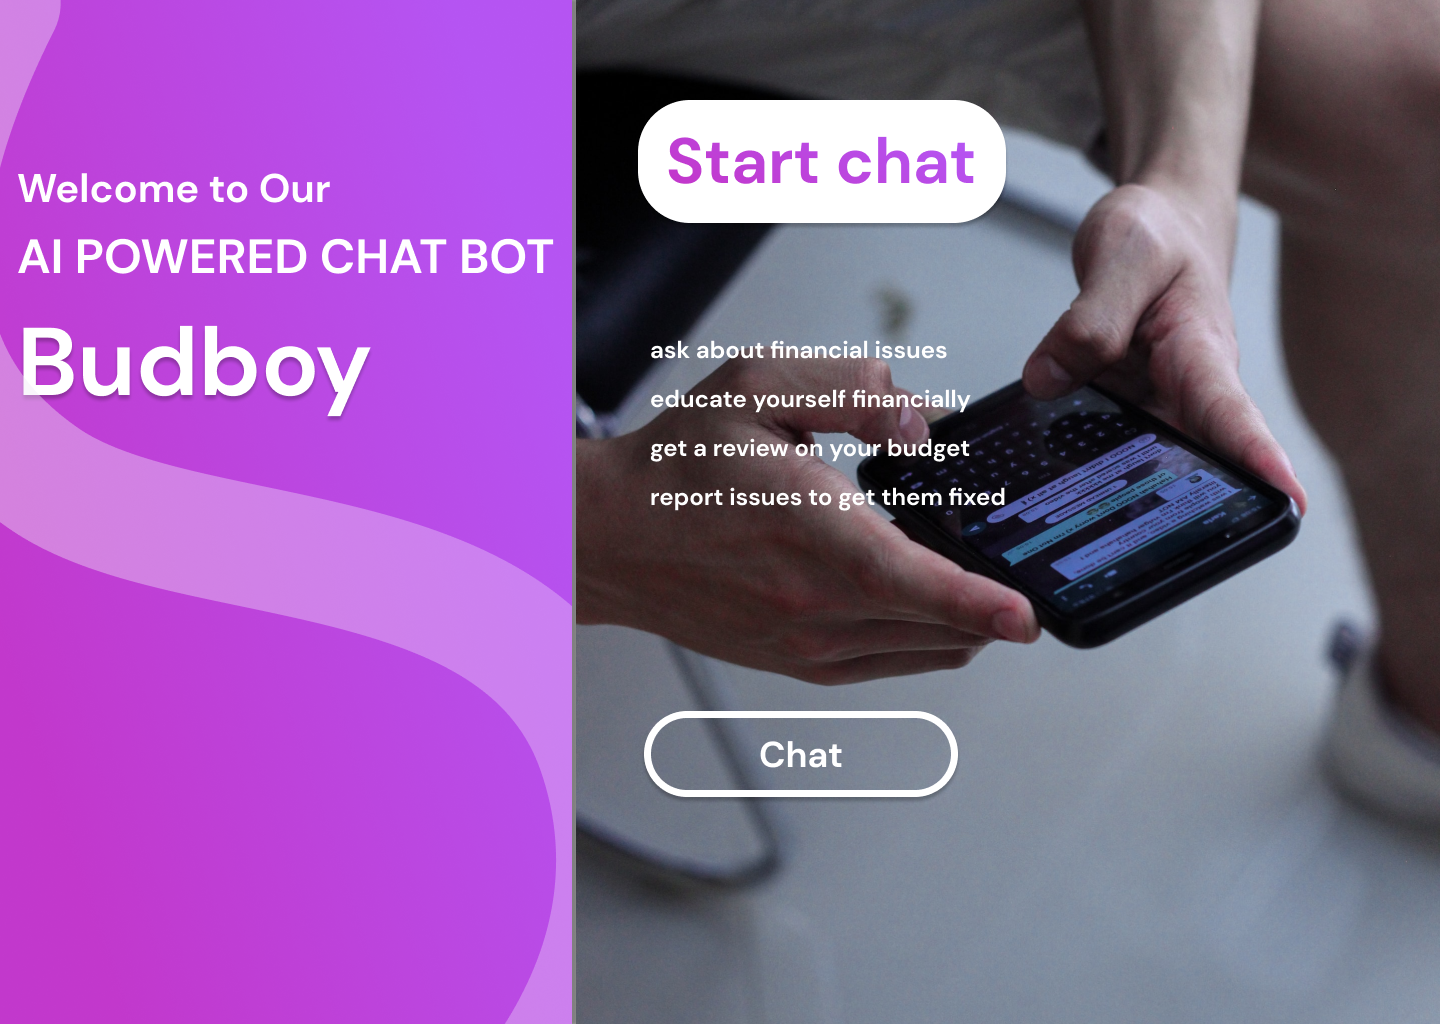 Welcome to Our
AI POWERED CHAT BOT
Budboy
Start chat
ask about financial issues
educate yourself financially
get a review on your budget
report issues to get them fixed
Chat